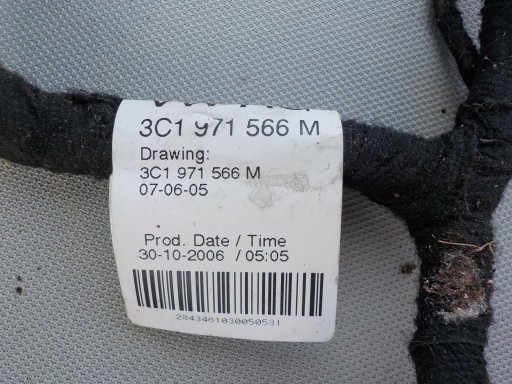 3C1 971 566 M
Drawing:
3C1 971 566 M
07-06-05
Prod. Date / Time
30-10-2006 / 05:05
2843461030050531